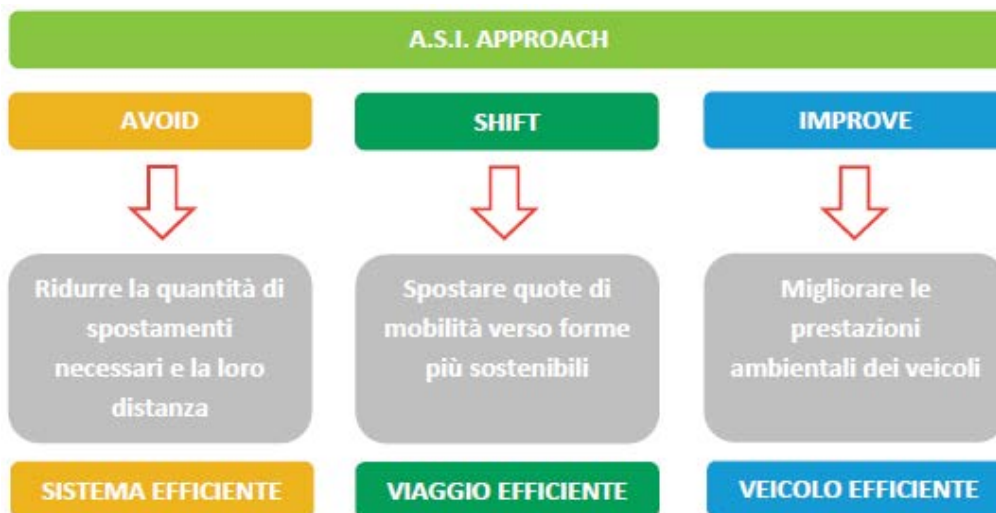 A.S.I. APPROACH
AVOID
SHIFT
IMPROVE
Ridurre la quantità di
spostamenti
necessari e la loro
distanza
Spostare quote di
mobilità verso forme
più sostenibili
Migliorare le
prestazioni
ambientali dei veicoli
SISTEMA EFFICIENTE
VIAGGIO EFFICIENTE
VEICOLO EFFICIENTE